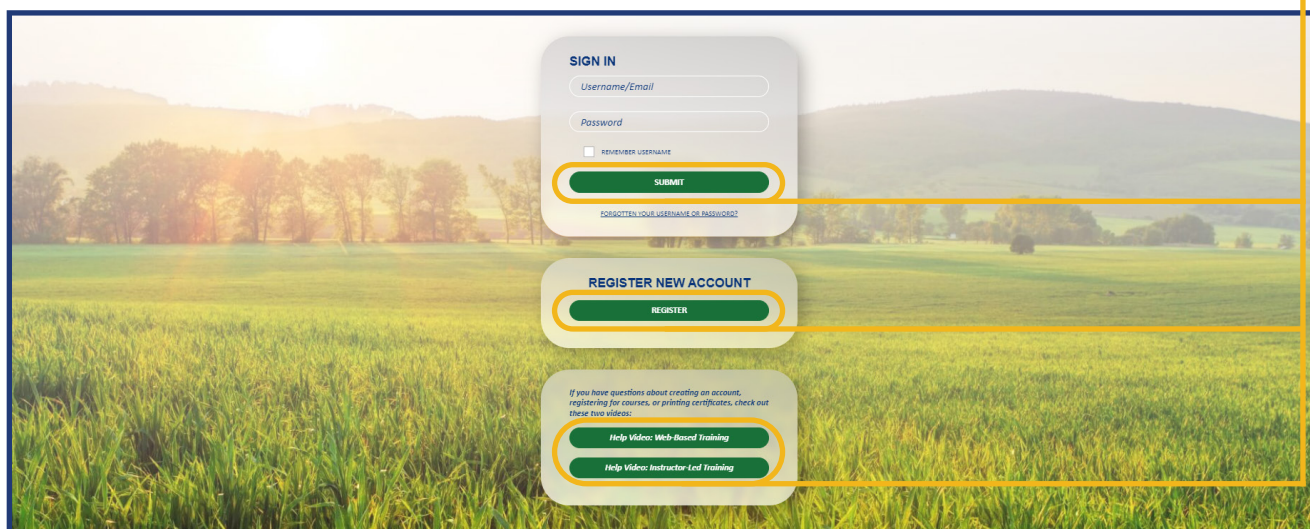 SIGN IN
Username/Email
Password
REMEMBER USERNAME
SUBMIT
FORGOTTEN YOUR USERNAME OR PASSWORD?
REGISTER NEW ACCOUNT
REGISTER
If you have questions about creating an account,
registering for courses, or printing certificates, check out
these two videos:
Help Video: Web-Based Training
Help Video: Instructor-Led Training